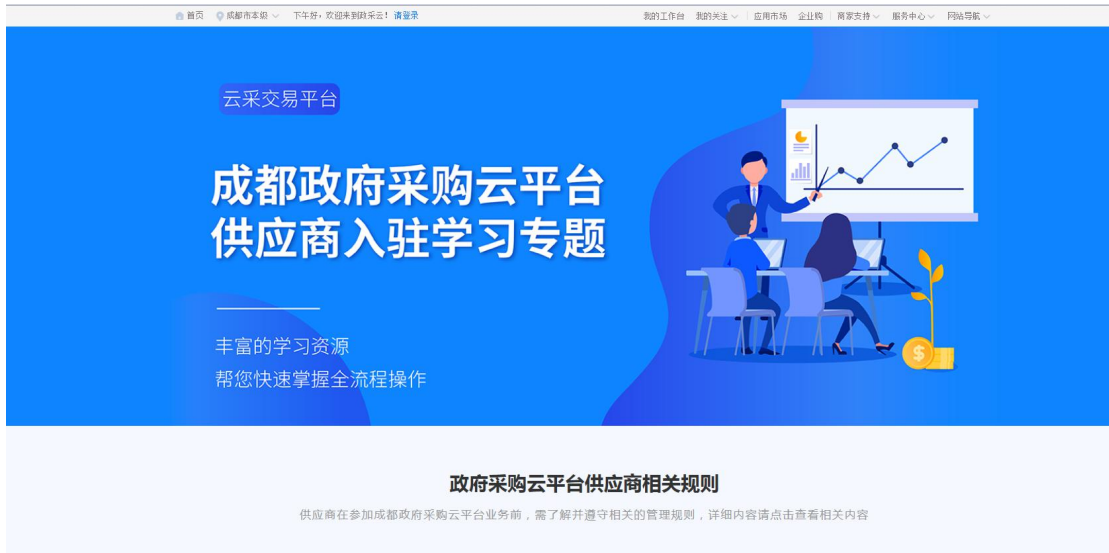 首页 成都市本级 下午好，欢迎来到政采云！ 请登录 我的工作台 我的关注 应用市场 企业购 商家支持 服务中心 网站导航
云采交易平台
成都政府采购云平台
供应商入驻学习专题
丰富的学习资源
帮您快速掌握全流程操作
政府采购云平台供应商相关规则
供应商在参加成都政府采购云平台业务前，需了解并遵守相关的管理规则，详细内容请点击查看相关内容